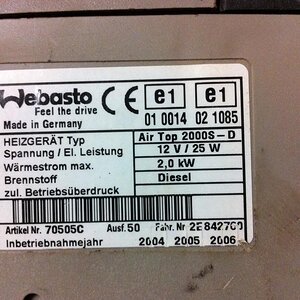 Webasto
Feel the drive
Made in Germany
CE
e1
e1
01 0014
02 1085
HEIZGERÄT Typ
Air Top 2000S-D
Spannung / El. Leistung
12 V / 25 W
Wärmestrom max.
2,0 kW
Brennstoff
Diesel
zul. Betriebsüberdruck
Artikel Nr. 70505C Ausf. 50 Fabr. Nr
Inbetriebnahmejahr 2004 2005 2006